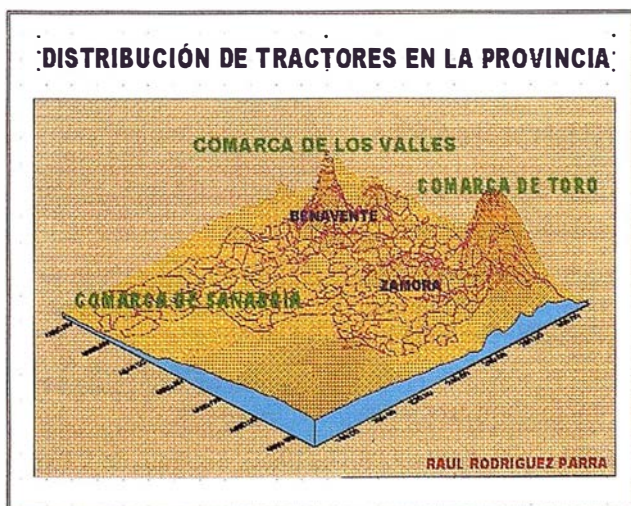 DISTRIBUCIÓN DE TRACTORES EN LA PROVINCIA
COMARCA DE LOS VALLES
COMARCA DE TORO
BENAVENTE
ZAMORA
COMARCA DE SANABRIA
RAUL RODRIGUEZ PARRA